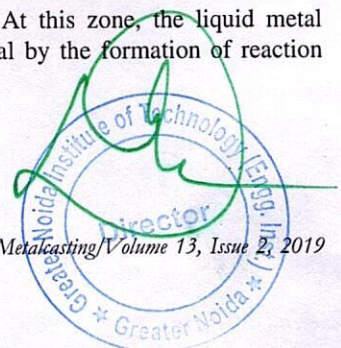 At this zone, the liquid metal
al by the formation of reaction
Greater Noida Institute of Technology (Engg. Inst.)
Director
Metalcasting/Volume 13, Issue 2, 2019
Greater Noida